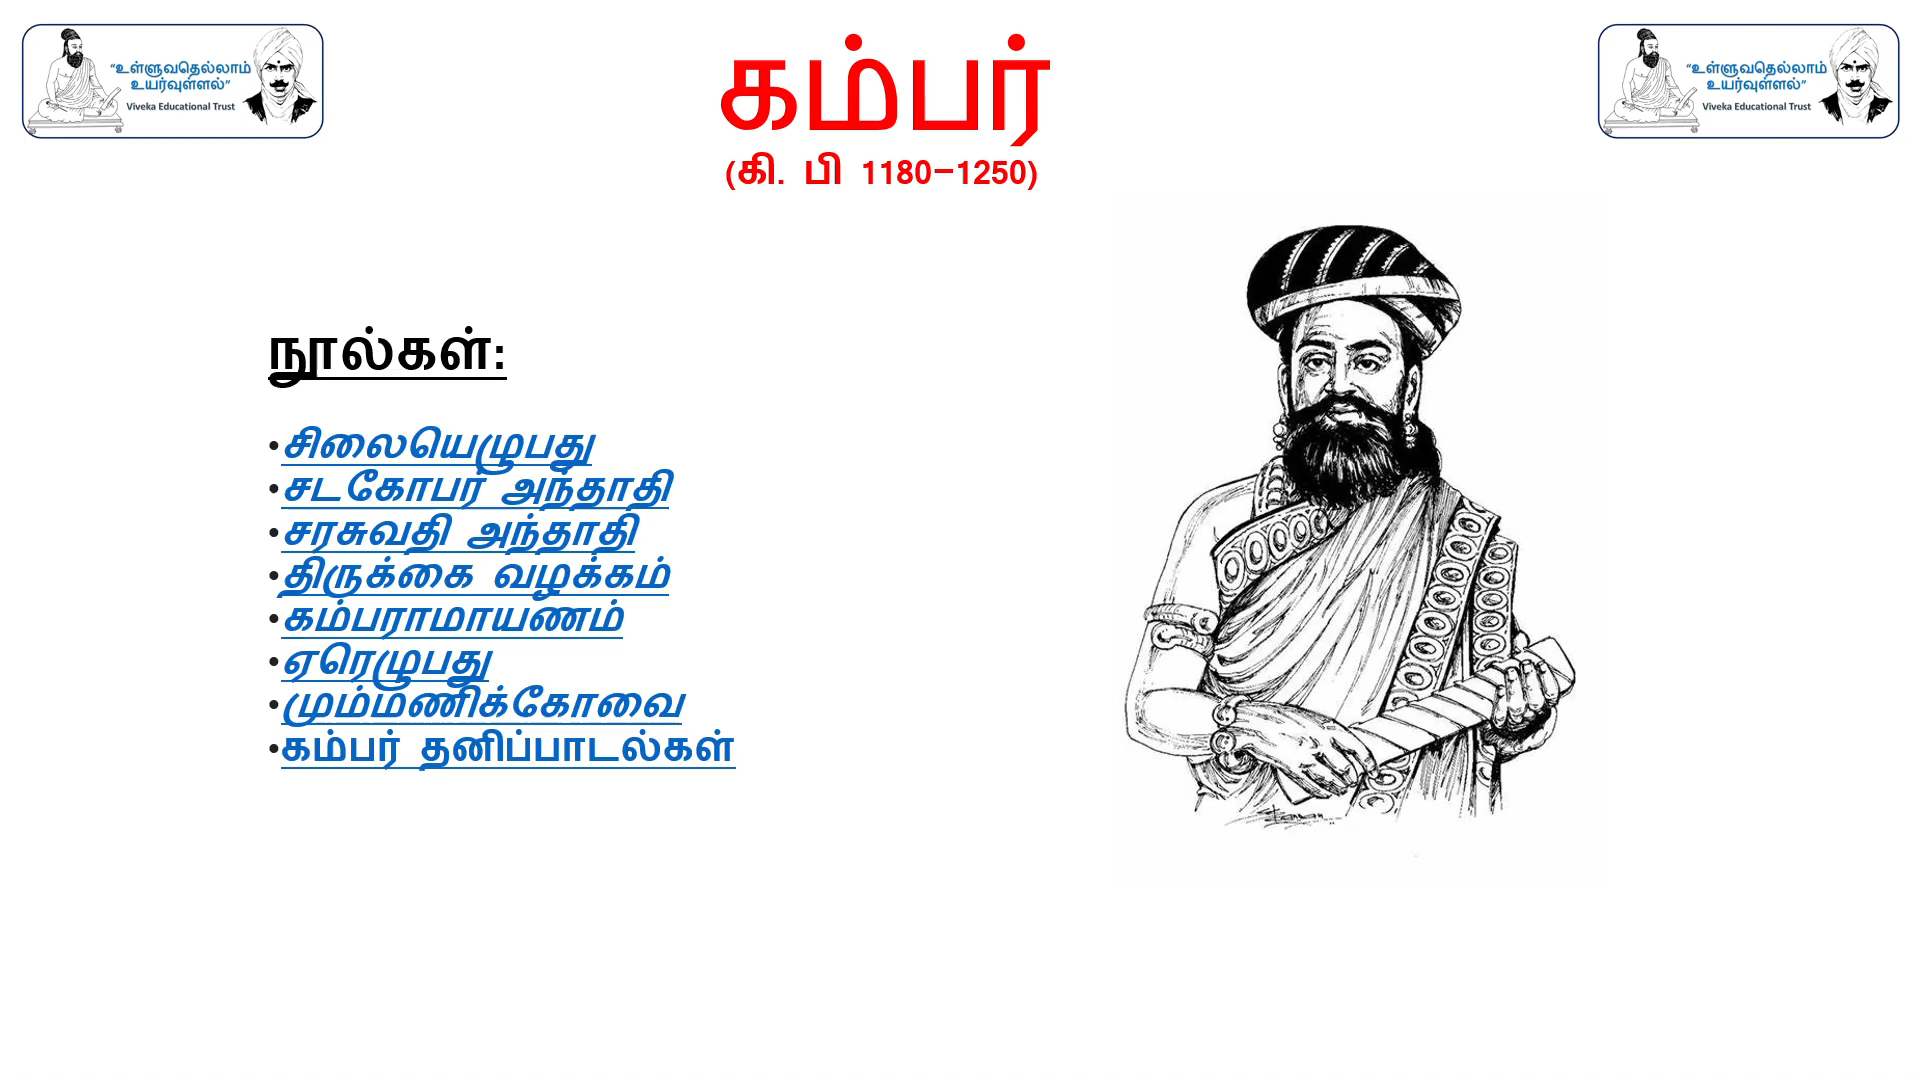 “உள்ளுவதெல்லாம்
உயர்வுள்ளல்”
Viveka Educational Trust
கம்பர்
(கி. பி 1180-1250)
“உள்ளுவதெல்லாம்
உயர்வுள்ளல்”
Viveka Educational Trust
நூல்கள்:
•சிலையெழுபது
•சடகோபர் அந்தாதி
•சரசுவதி அந்தாதி
•திருக்கை வழக்கம்
•கம்பராமாயணம்
•ஏரெழுபது
•மும்மணிக்கோவை
•கம்பர் தனிப்பாடல்கள்